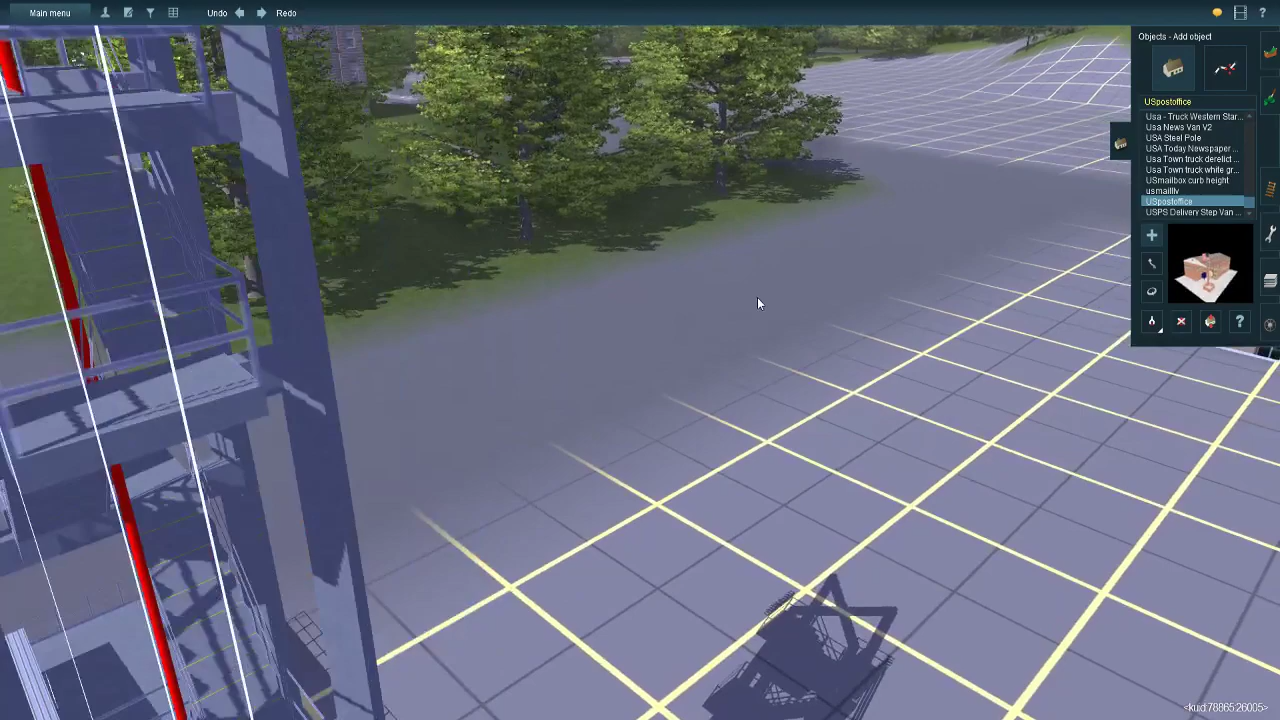 Main menu
Undo
Redo
?
Objects - Add object
USpostoffice
Usa - Truck Western Star...
Usa News Van V2
USA Steel Pole
USA Today Newspaper ...
Usa Town truck derelict ...
Usa Town truck white gr...
USmailbox curb height
usmailllv
USpostoffice
USPS Delivery Step Van ...
?
<kuid:78865:26005>